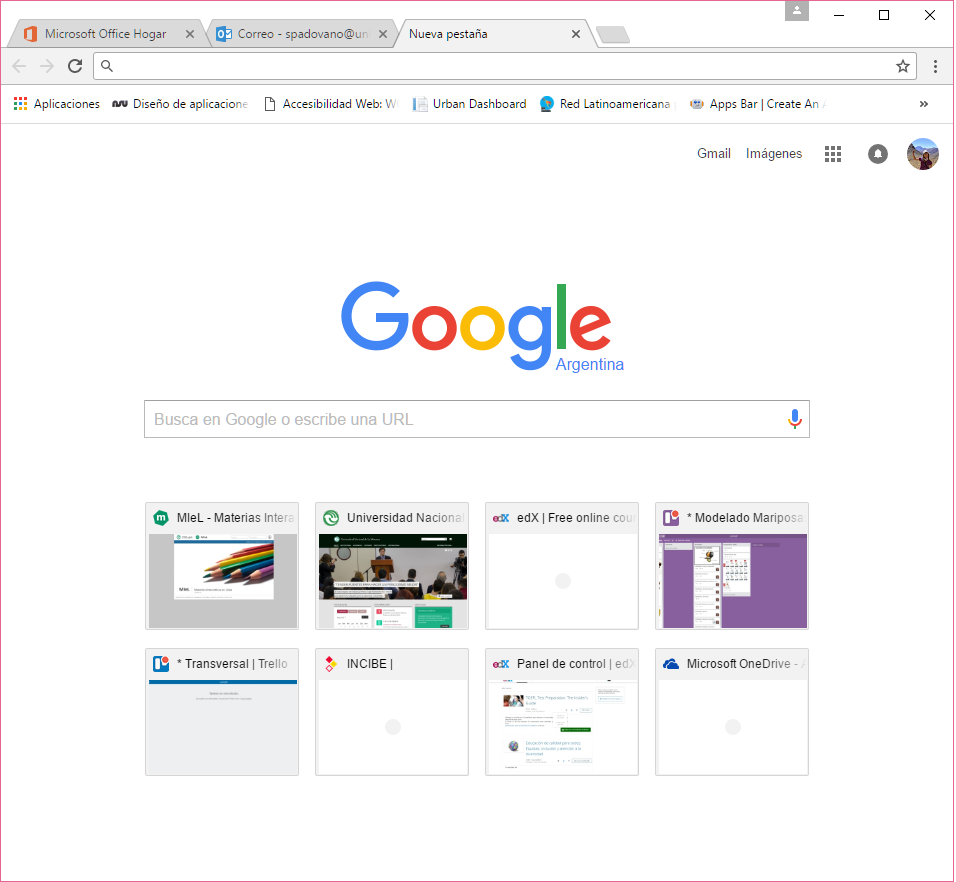 Microsoft Office Hogar
Correo - spadovano@un
Nueva pestaña
Aplicaciones
Diseño de aplicacione
Accesibilidad Web: W
Urban Dashboard
Red Latinoamericana
Apps Bar | Create An A
»
Gmail
Imágenes
Google
Argentina
Busca en Google o escribe una URL
MIeL - Materias Intera
Universidad Nacional
edX | Free online cour
* Modelado Mariposa
* Transversal | Trello
INCIBE |
Panel de control | edX
Microsoft OneDrive - A